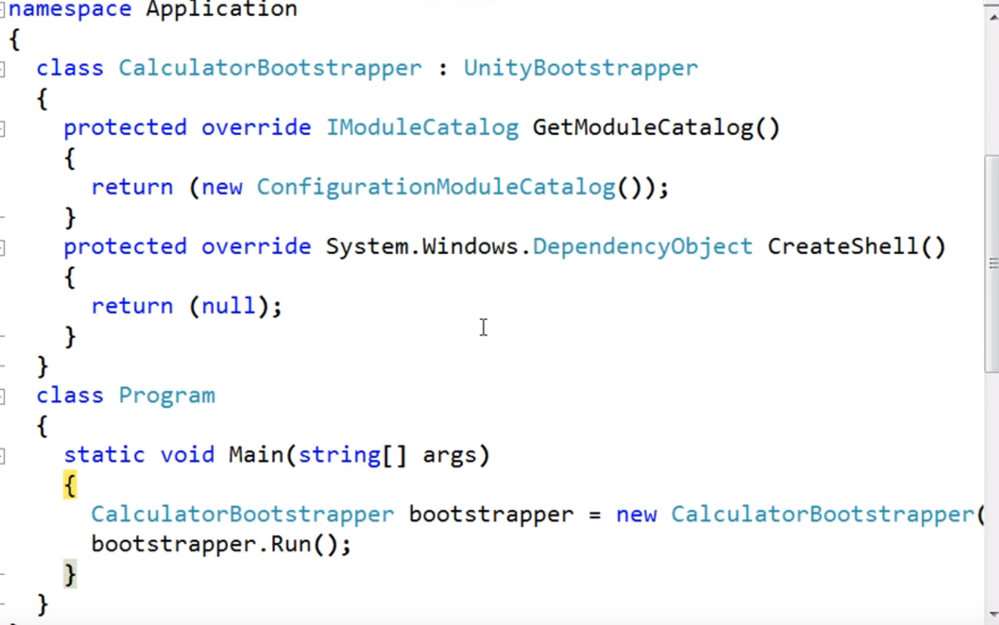 namespace Application
{
class CalculatorBootstrapper : UnityBootstrapper
{
protected override IModuleCatalog GetModuleCatalog()
{
return (new ConfigurationModuleCatalog());
}
protected override System.Windows.DependencyObject CreateShell()
{
return (null);
}
}
class Program
{
static void Main(string[] args)
{
CalculatorBootstrapper bootstrapper = new CalculatorBootstrapper(
bootstrapper.Run();
}
}